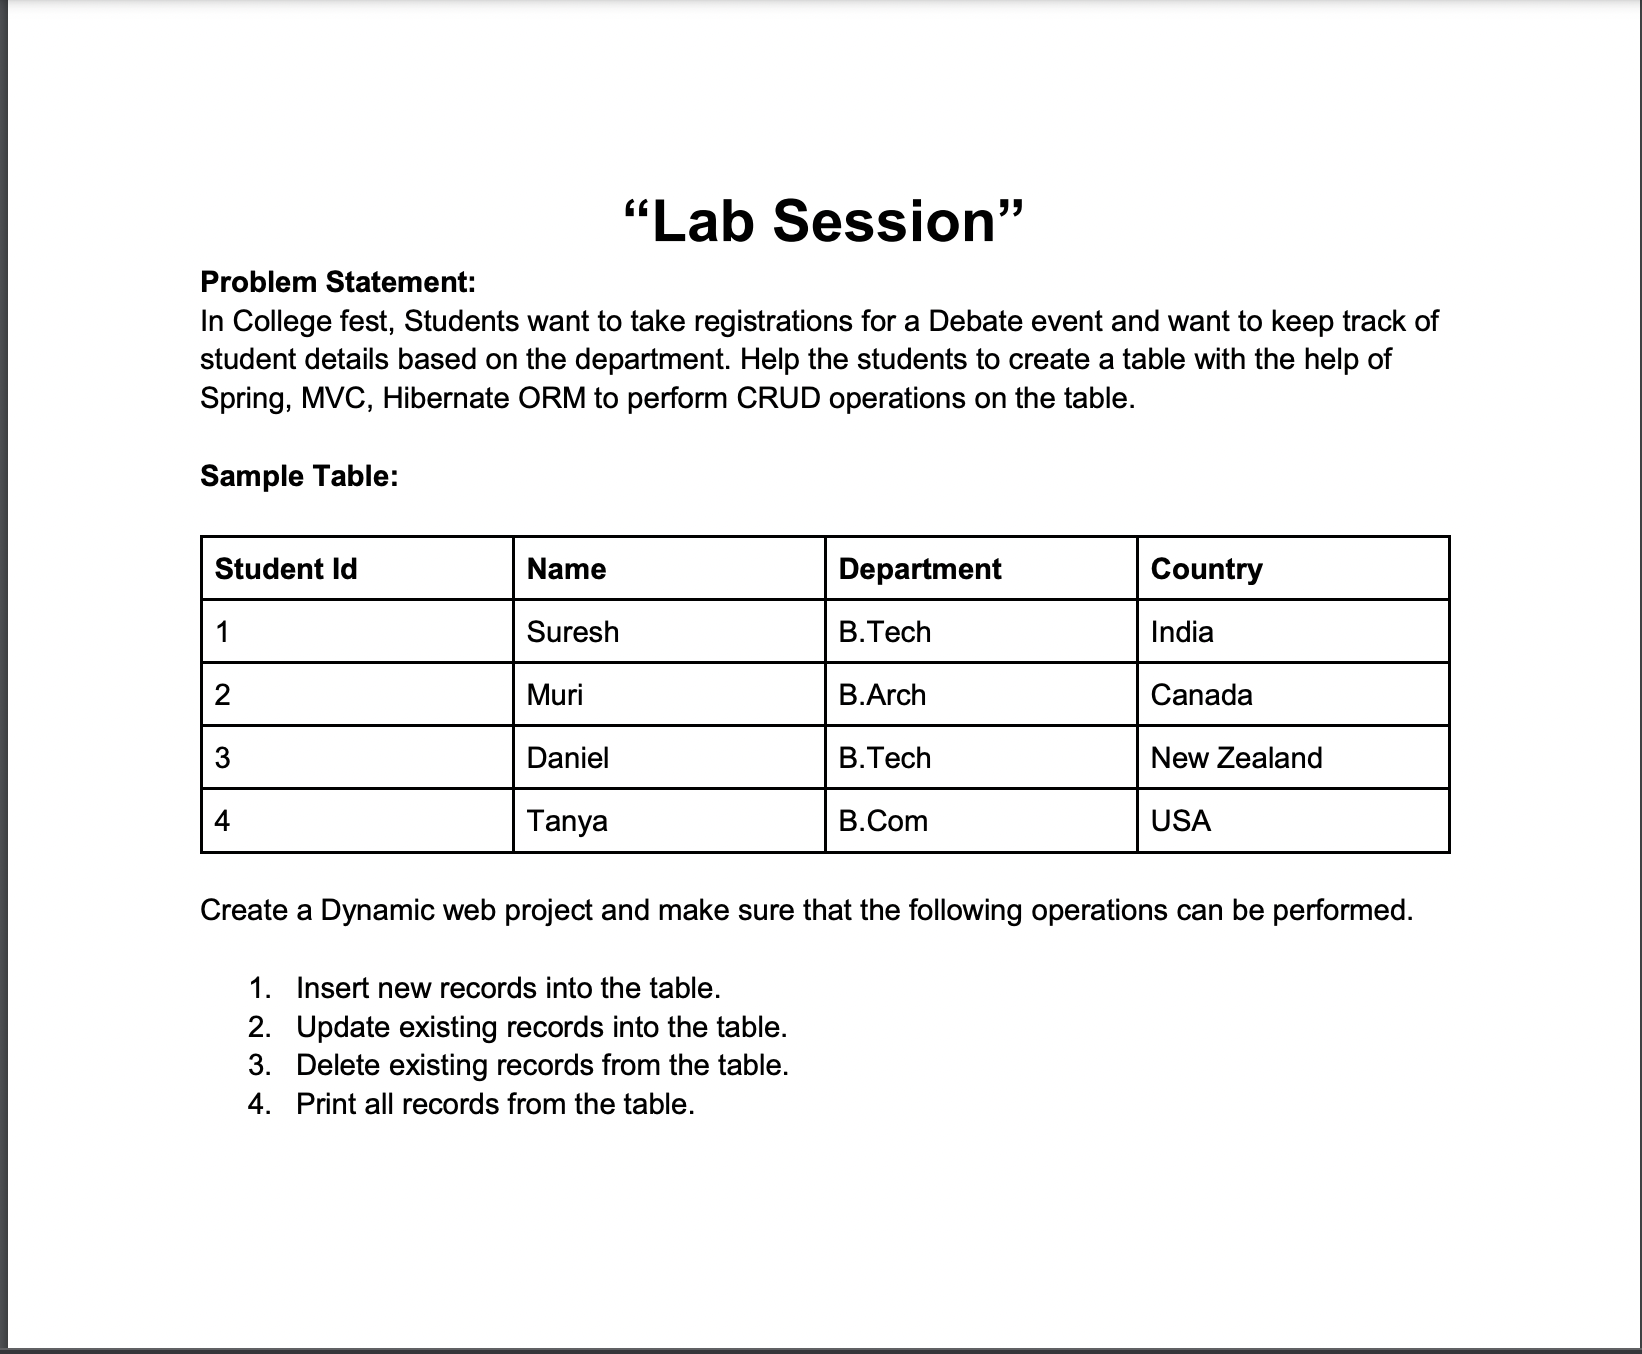 “Lab Session”
Problem Statement:
In College fest, Students want to take registrations for a Debate event and want to keep track of
student details based on the department. Help the students to create a table with the help of
Spring, MVC, Hibernate ORM to perform CRUD operations on the table.
Sample Table:
Student Id Name Department Country
1 Suresh B.Tech India
2 Muri B.Arch Canada
3 Daniel B.Tech New Zealand
4 Tanya B.Com USA
Create a Dynamic web project and make sure that the following operations can be performed.
1. Insert new records into the table.
2. Update existing records into the table.
3. Delete existing records from the table.
4. Print all records from the table.